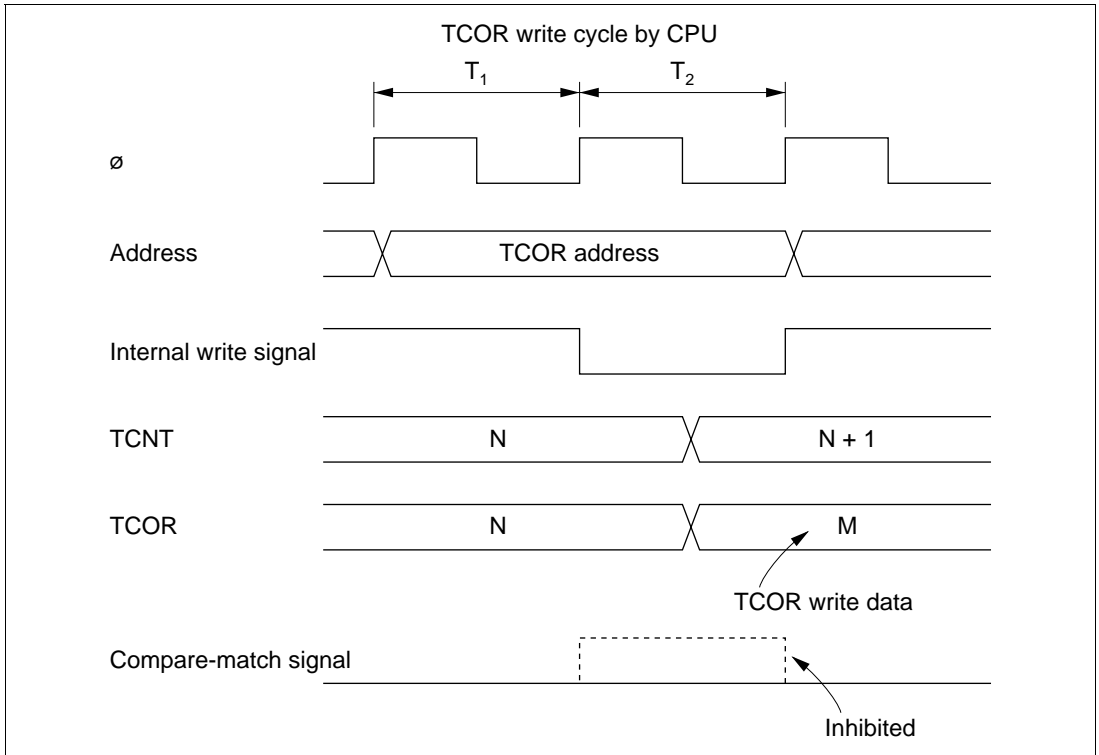 TCOR write cycle by CPU
T1 T2
ø
Address TCOR address
Internal write signal
TCNT N N + 1
TCOR N M
TCOR write data
Compare-match signal
Inhibited